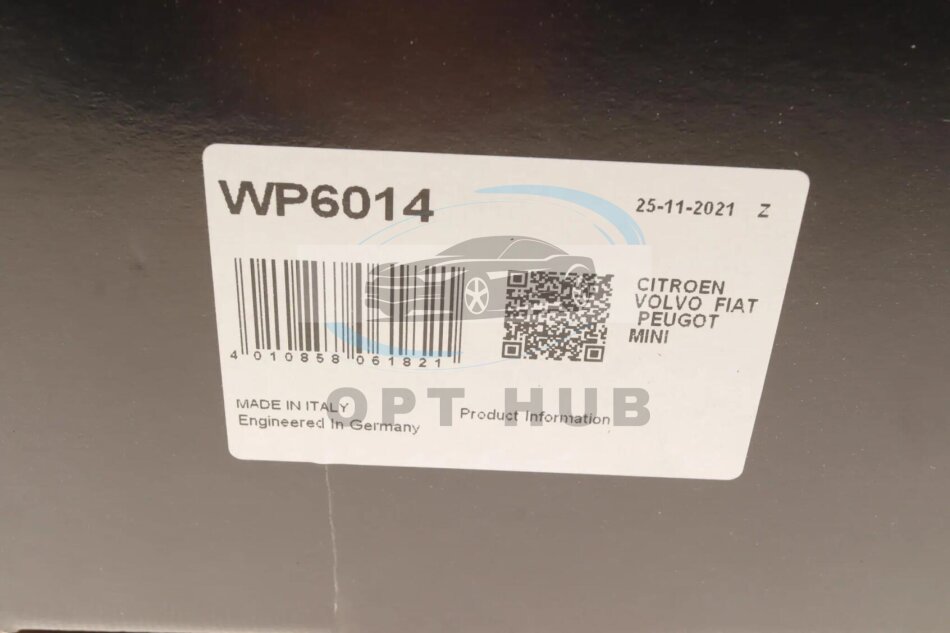 WP6014
25-11-2021 Z
CITROEN
VOLVO FIAT
PEUGOT
MINI
4 010858 061821
OPT HUB
MADE IN ITALY
Engineered In Germany
Product Information